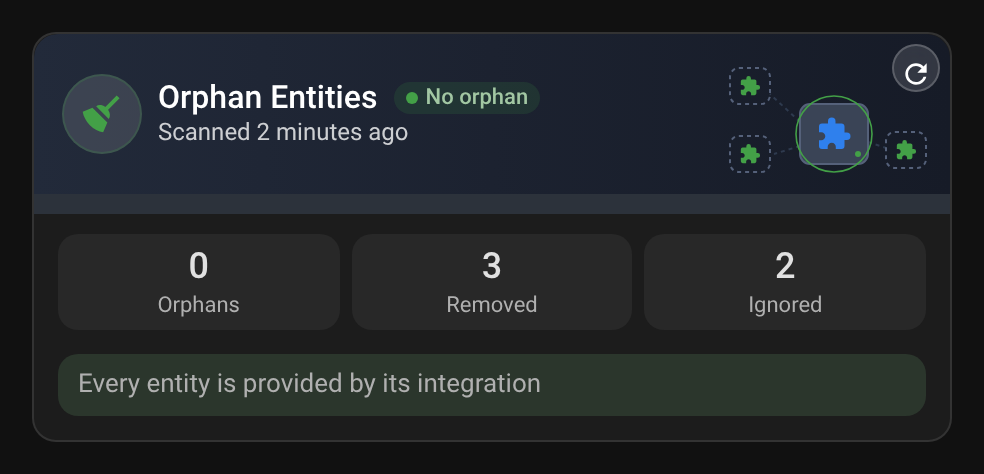 Orphan Entities
No orphan
Scanned 2 minutes ago
0
Orphans
3
Removed
2
Ignored
Every entity is provided by its integration